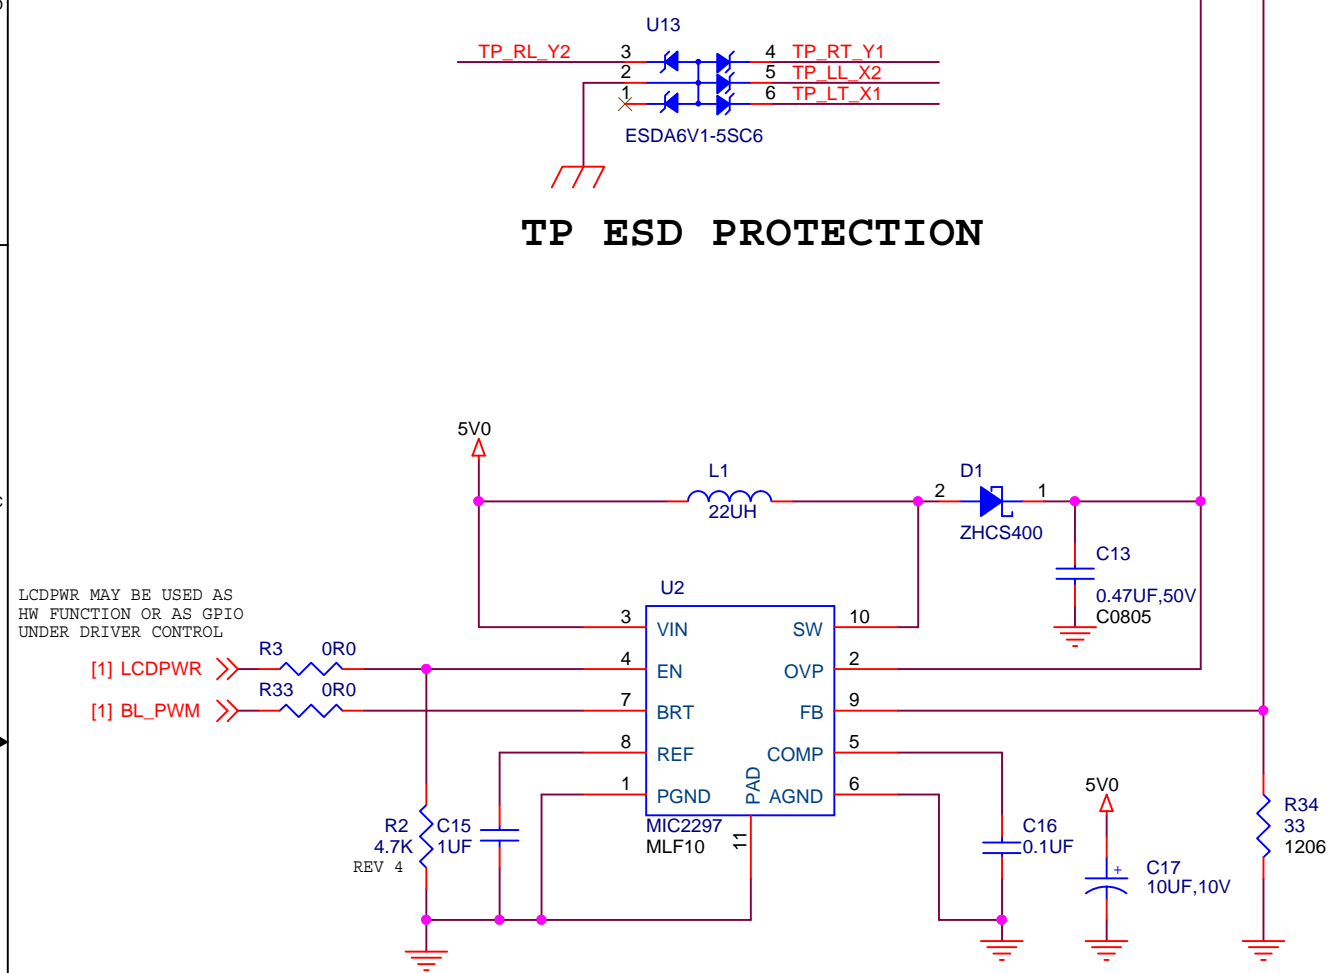 U13
TP_RL_Y2 3 4 TP_RT_Y1
2 5 TP_LL_X2
1 6 TP_LT_X1
ESDA6V1-5SC6
TP ESD PROTECTION
5V0
L1
22UH
D1
2 1
ZHCS400
C13
0.47UF,50V
C0805
LCDPWR MAY BE USED AS
HW FUNCTION OR AS GPIO
UNDER DRIVER CONTROL
R3 0R0
[1] LCDPWR
R33 0R0
[1] BL_PWM
U2
3 VIN SW 10
4 EN OVP 2
7 BRT FB 9
8 REF COMP 5
1 PGND PAD AGND 6
MIC2297
MLF10
11
R2
4.7K
REV 4
C15
1UF
C16
0.1UF
5V0
+
C17
10UF,10V
R34
33
1206